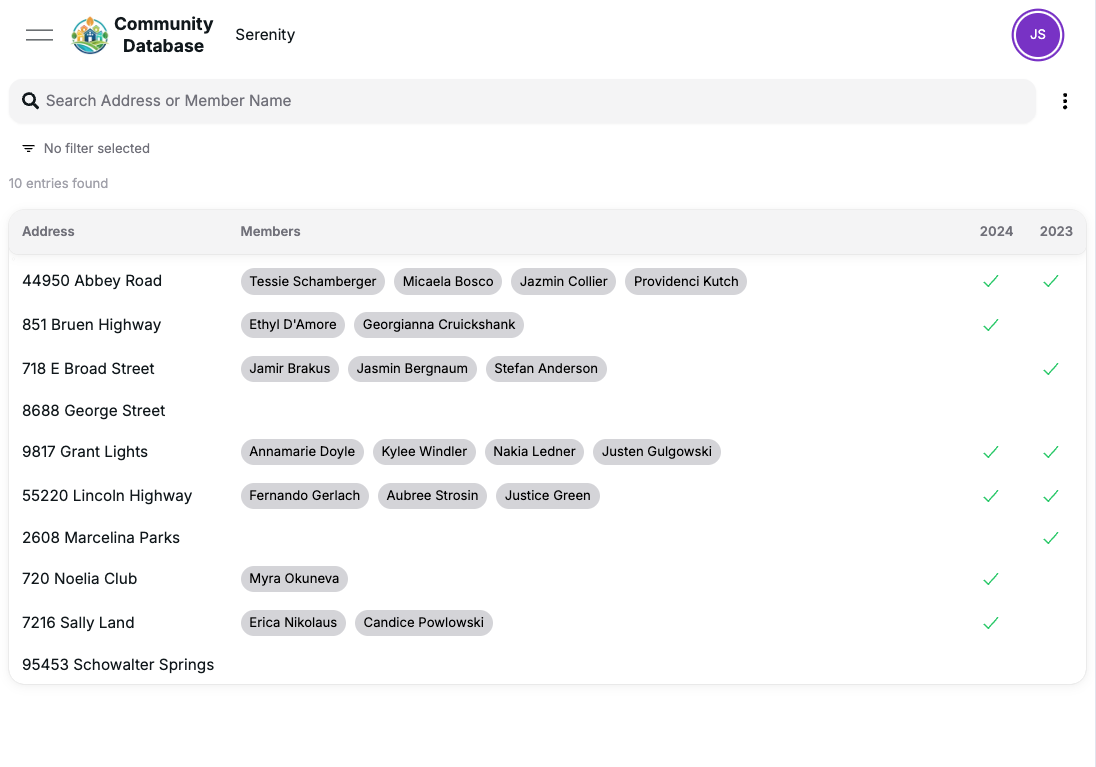 Community
Database
Serenity
JS
Search Address or Member Name
No filter selected
10 entries found
Address Members 2024 2023
44950 Abbey Road Tessie Schamberger Micaela Bosco Jazmin Collier Providenci Kutch
851 Bruen Highway Ethyl D'Amore Georgianna Cruickshank
718 E Broad Street Jamir Brakus Jasmin Bergnaum Stefan Anderson
8688 George Street
9817 Grant Lights Annamarie Doyle Kylee Windler Nakia Ledner Justen Gulgowski
55220 Lincoln Highway Fernando Gerlach Aubree Strosin Justice Green
2608 Marcelina Parks
720 Noelia Club Myra Okuneva
7216 Sally Land Erica Nikolaus Candice Powlowski
95453 Schowalter Springs